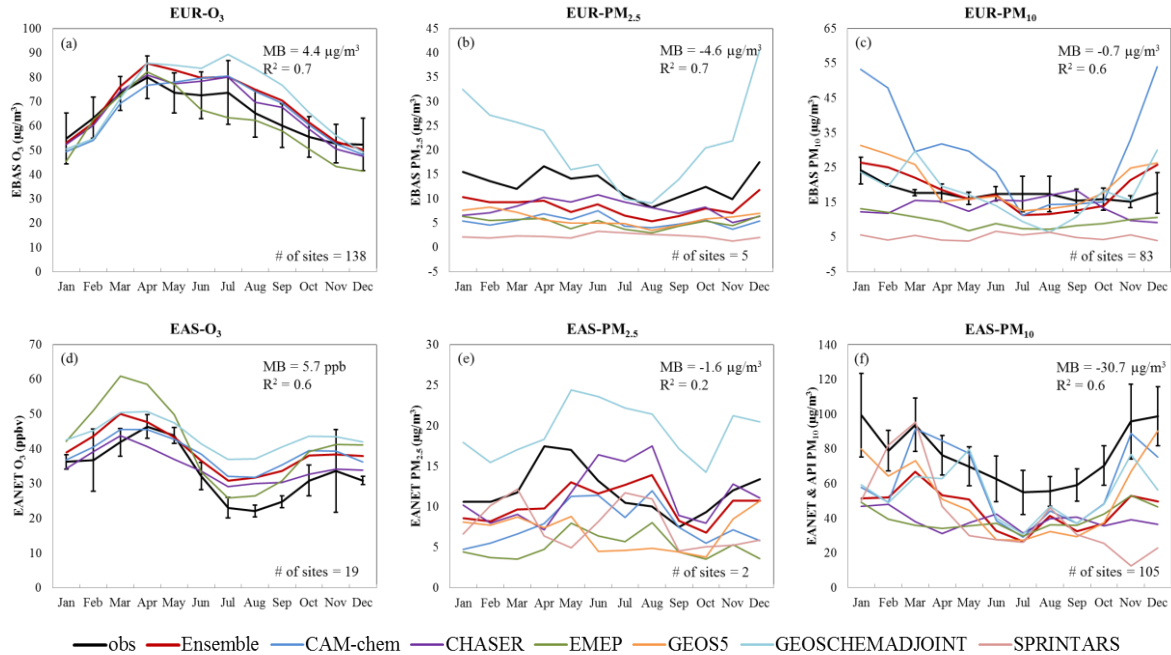 EUR-O₃
EUR-PM₂.₅
EUR-PM₁₀
(a)
MB = 4.4 µg/m³
R² = 0.7
# of sites = 138
EBAS O₃ (µg/m³)
100
90
80
70
60
50
40
30
20
10
0
Jan Feb Mar Apr May Jun Jul Aug Sep Oct Nov Dec
(b)
MB = -4.6 µg/m³
R² = 0.7
# of sites = 5
EBAS PM₂.₅ (µg/m³)
45
40
35
30
25
20
15
10
5
0
-5
Jan Feb Mar Apr May Jun Jul Aug Sep Oct Nov Dec
(c)
MB = -0.7 µg/m³
R² = 0.6
# of sites = 83
EBAS PM₁₀ (µg/m³)
65
55
45
35
25
15
5
-5
Jan Feb Mar Apr May Jun Jul Aug Sep Oct Nov Dec
EAS-O₃
EAS-PM₂.₅
EAS-PM₁₀
(d)
MB = 5.7 ppb
R² = 0.6
# of sites = 19
EANET O₃ (ppbv)
70
60
50
40
30
20
10
0
Jan Feb Mar Apr May Jun Jul Aug Sep Oct Nov Dec
(e)
MB = -1.6 µg/m³
R² = 0.2
# of sites = 2
EANET PM₂.₅ (µg/m³)
30
25
20
15
10
5
0
Jan Feb Mar Apr May Jun Jul Aug Sep Oct Nov Dec
(f)
MB = -30.7 µg/m³
R² = 0.6
# of sites = 105
EANET & API PM₁₀ (µg/m³)
140
120
100
80
60
40
20
0
Jan Feb Mar Apr May Jun Jul Aug Sep Oct Nov Dec
obs Ensemble CAM-chem CHASER EMEP GEOS5 GEOSCHEMADJOINT SPRINTARS